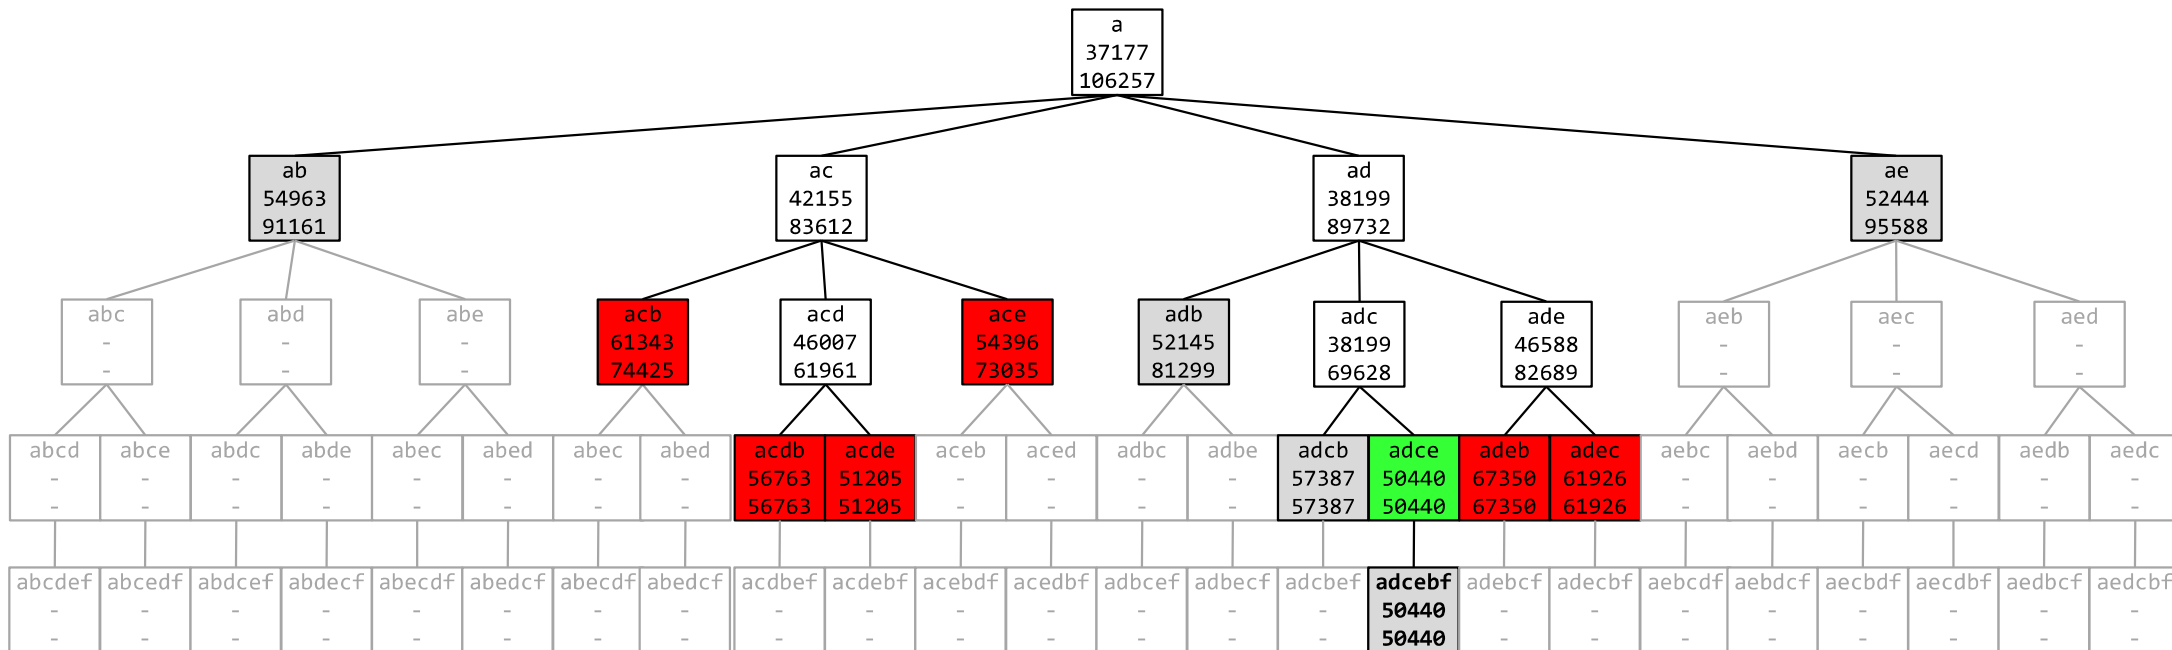 a
37177
106257
ab
54963
91161
ac
42155
83612
ad
38199
89732
ae
52444
95588
abc
-
-
abd
-
-
abe
-
-
acb
61343
74425
acd
46007
61961
ace
54396
73035
adb
52145
81299
adc
38199
69628
ade
46588
82689
aeb
-
-
aec
-
-
aed
-
-
abcd
-
-
abce
-
-
abdc
-
-
abde
-
-
abec
-
-
abed
-
-
abec
-
-
abed
-
-
acdb
56763
56763
acde
51205
51205
aceb
-
-
aced
-
-
adbc
-
-
adbe
-
-
adcb
57387
57387
adce
50440
50440
adeb
67350
67350
adec
61926
61926
aebc
-
-
aebd
-
-
aecb
-
-
aecd
-
-
aedb
-
-
aedc
-
-
abcdef
-
-
abcedf
-
-
abdcef
-
-
abdecf
-
-
abecdf
-
-
abedcf
-
-
abecdf
-
-
abedcf
-
-
acdbef
-
-
acdebf
-
-
acebdf
-
-
acedbf
-
-
adbcef
-
-
adbecf
-
-
adcbef
-
-
adcebf
50440
50440
adebcf
-
-
adecbf
-
-
aebcdf
-
-
aebdcf
-
-
aecbdf
-
-
aecdbf
-
-
aedbcf
-
-
aedcbf
-
-